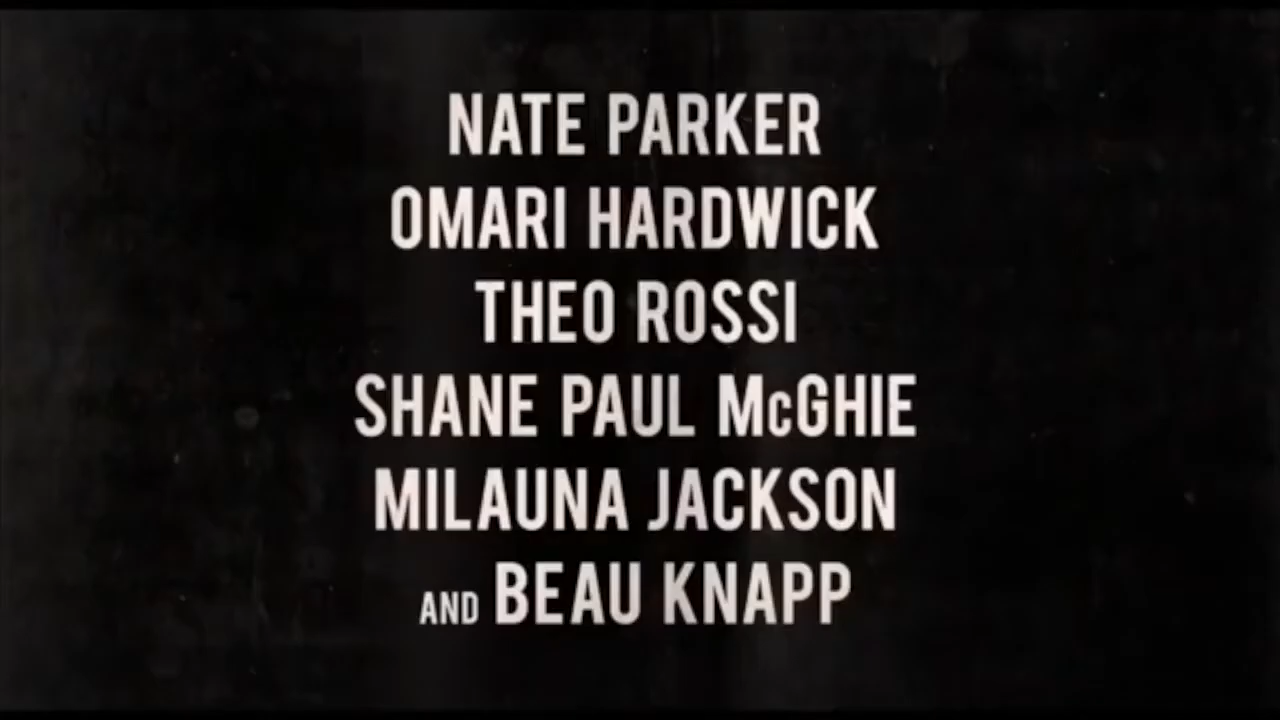 NATE PARKER
OMARI HARDWICK
THEO ROSSI
SHANE PAUL McGHIE
MILAUNA JACKSON
AND BEAU KNAPP